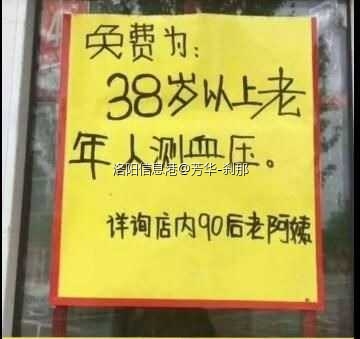 免费为:
38岁以上老
年人测血压。
洛阳信息港@芳华-刹那
详询店内90后老阿姨